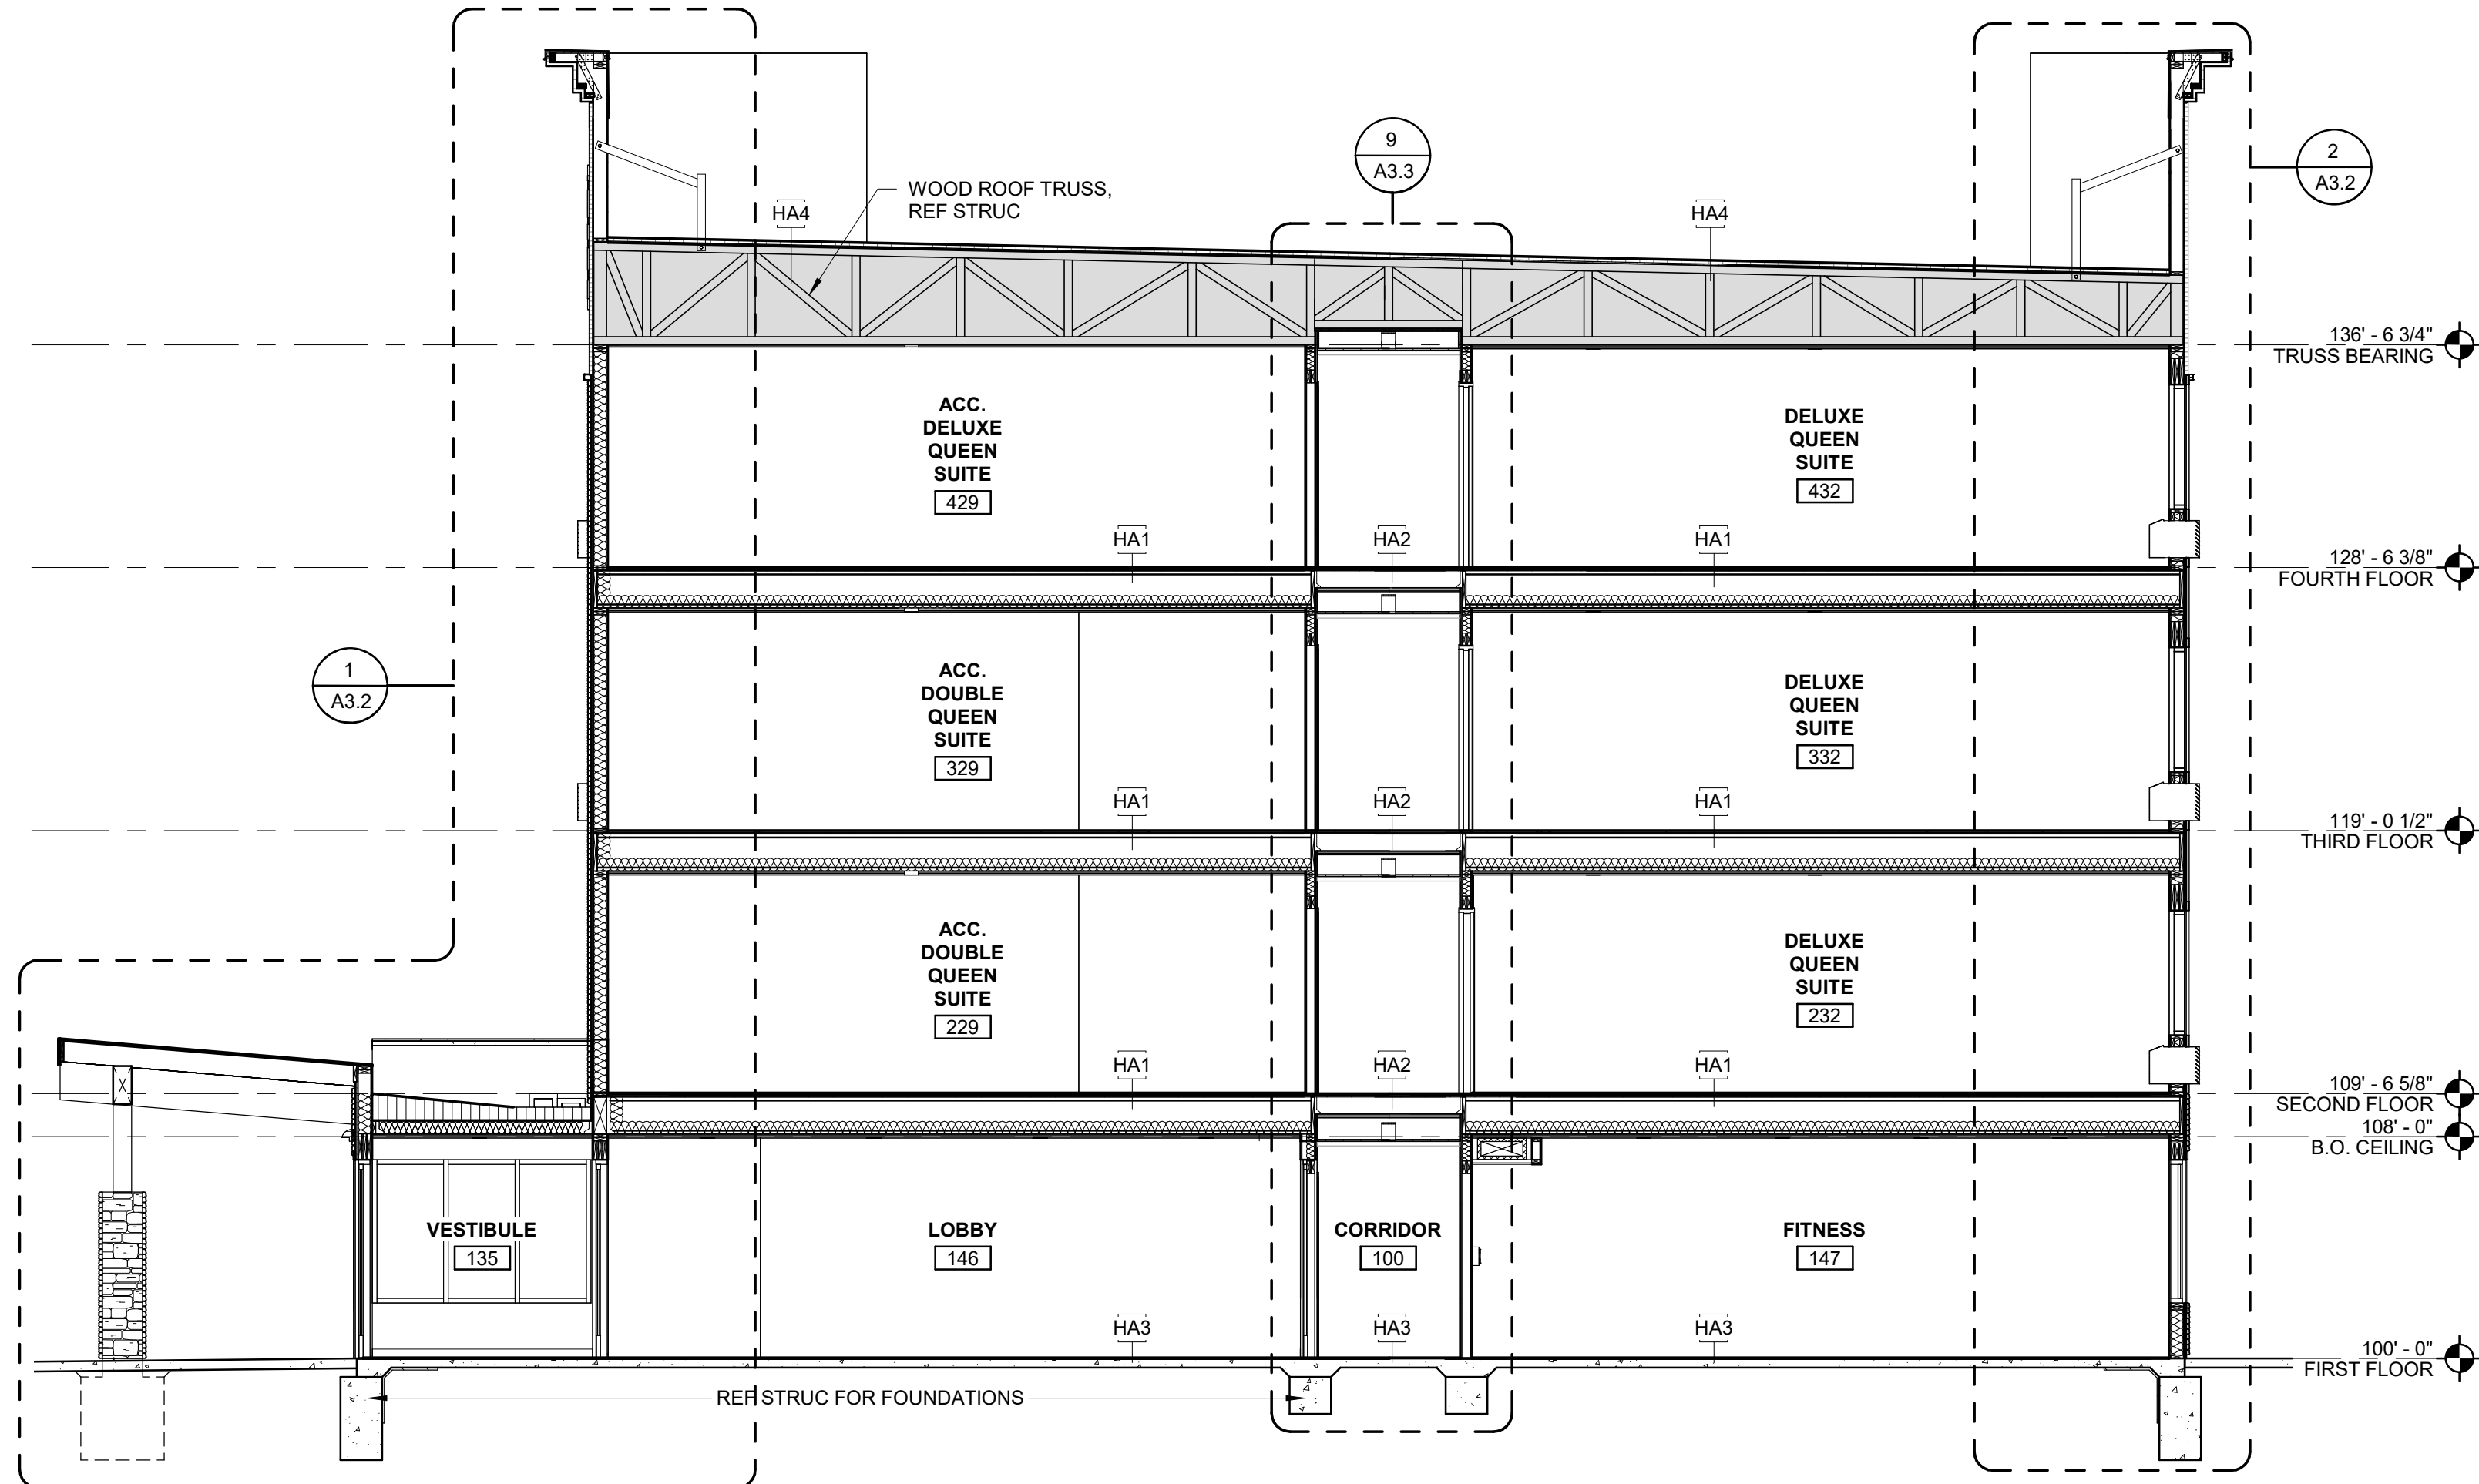 9
A3.3
2
A3.2
WOOD ROOF TRUSS,
REF STRUC
HA4
HA4
136' - 6 3/4"
TRUSS BEARING
ACC.
DELUXE
QUEEN
SUITE
429
DELUXE
QUEEN
SUITE
432
HA1
HA2
HA1
128' - 6 3/8"
FOURTH FLOOR
1
A3.2
ACC.
DOUBLE
QUEEN
SUITE
329
DELUXE
QUEEN
SUITE
332
HA1
HA2
HA1
119' - 0 1/2"
THIRD FLOOR
ACC.
DOUBLE
QUEEN
SUITE
229
DELUXE
QUEEN
SUITE
232
HA1
HA2
HA1
109' - 6 5/8"
SECOND FLOOR
108' - 0"
B.O. CEILING
VESTIBULE
135
LOBBY
146
CORRIDOR
100
FITNESS
147
HA3
HA3
HA3
100' - 0"
FIRST FLOOR
REF STRUC FOR FOUNDATIONS